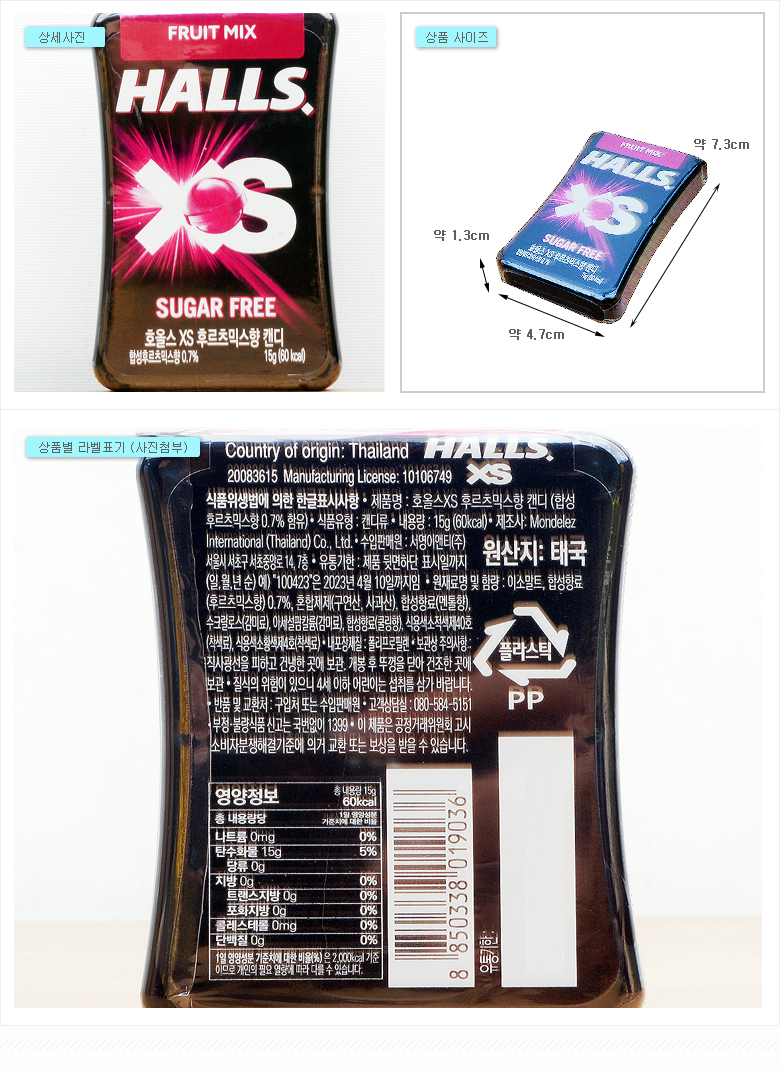 상세사진
FRUIT MIX
HALLS
XS
SUGAR FREE
호올스 XS 후르츠믹스향 캔디
합성후르츠믹스향 0.7% 15g (60 kcal)
상품 사이즈
약 7.3cm
FRUIT MIX
HALLS
XS
SUGAR FREE
호올스 XS 후르츠믹스향 캔디
약 1.3cm
약 4.7cm
상품별 라벨표기 (사진첨부)
Country of origin: Thailand
HALLS
XS
20083615 Manufacturing License: 10106749
식품위생법에 의한 한글표시사항 • 제품명 : 호올스XS 후르츠믹스향 캔디 (합성
후르츠믹스향 0.7% 함유) • 식품유형 : 캔디류 • 내용량 : 15g (60kcal) • 제조사: Mondelez
International (Thailand) Co., Ltd. • 수입판매원 : 서영이앤티(주)
원산지: 태국
서울시 서초구 서초중앙로 14, 7층 • 유통기한 : 제품 뒷면하단 표시일까지
(일,월,년 순) 예) "100423"은 2023년 4월 10일까지임 • 원재료명 및 함량 : 이소말트, 합성향료
(후르츠믹스향) 0.7%, 혼합제제(구연산, 사과산), 합성향료(멘톨향),
수크랄로스(감미료), 아세설팜칼륨(감미료), 합성향료(쿨링향), 식용색소적색제40호
(착색료), 식용색소황색제4호(착색료) • 내포장재질 : 폴리프로필렌 • 보관상 주의사항:
직사광선을 피하고 건냉한 곳에 보관. 개봉 후 뚜껑을 닫아 건조한 곳에
보관 • 질식의 위험이 있으니 4세 이하 어린이는 섭취를 삼가 바랍니다.
• 반품 및 교환처 : 구입처 또는 수입판매원 • 고객상담실 : 080-584-5151
• 부정·불량식품 신고는 국번없이 1399 • 이 제품은 공정거래위원회 고시
소비자분쟁해결기준에 의거 교환 또는 보상을 받을 수 있습니다.
플라스틱
PP
영양정보
총 내용량 15g
60kcal
총 내용량당
1일 영양성분
기준치에 대한 비율
나트륨 0mg 0%
탄수화물 15g 5%
당류 0g
지방 0g 0%
트랜스지방 0g 0%
포화지방 0g 0%
콜레스테롤 0mg 0%
단백질 0g 0%
1일 영양성분 기준치에 대한 비율(%)은 2,000kcal 기준
이므로 개인의 필요 열량에 따라 다를 수 있습니다.
8 850338 019036
유통기한: